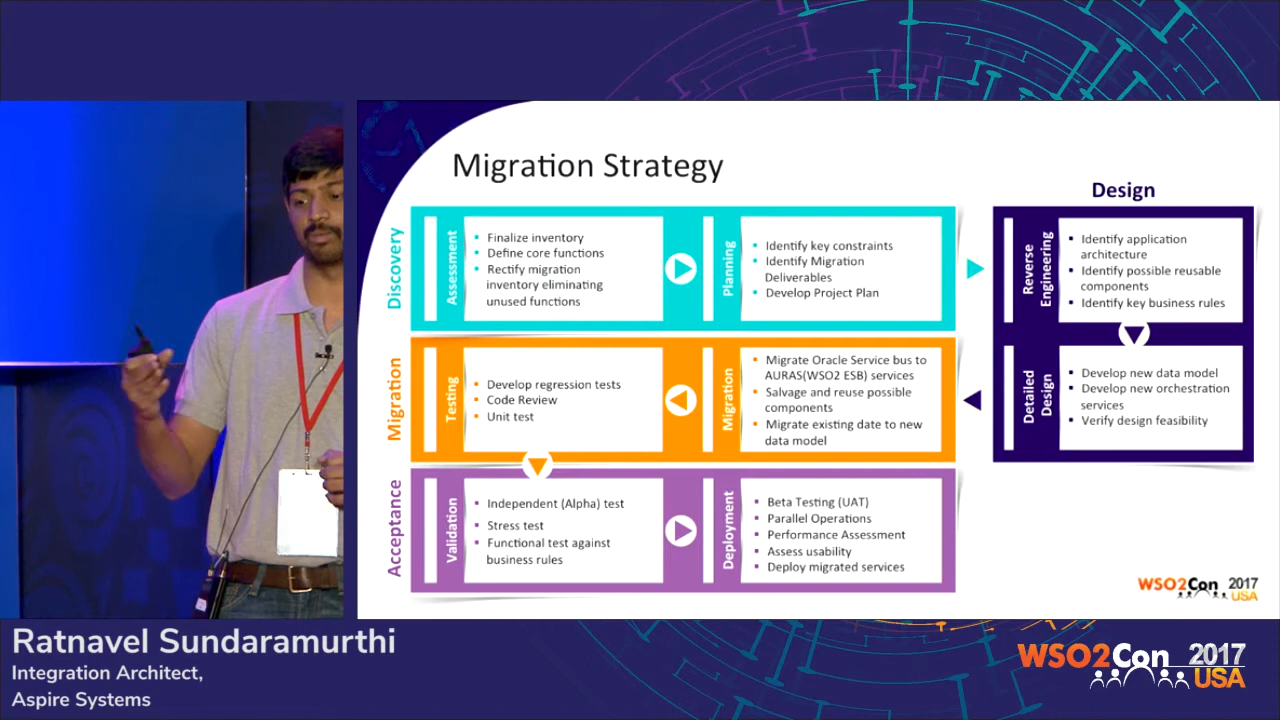 Migration Strategy
Discovery
Assessment
Finalize inventory
Define core functions
Rectify migration
inventory eliminating
unused functions
Planning
Identify key constraints
Identify Migration
Deliverables
Develop Project Plan
Design
Reverse
Engineering
Identify application
architecture
Identify possible reusable
components
Identify key business rules
Detailed
Design
Develop new data model
Develop new orchestration
services
Verify design feasibility
Migration
Testing
Develop regression tests
Code Review
Unit test
Migration
Migrate Oracle Service bus to
AURAS(WSO2 ESB) services
Salvage and reuse possible
components
Migrate existing date to new
data model
Acceptance
Validation
Independent (Alpha) test
Stress test
Functional test against
business rules
Deployment
Beta Testing (UAT)
Parallel Operations
Performance Assessment
Assess usability
Deploy migrated services
WSO2Con 2017
USA
Ratnavel Sundaramurthi
Integration Architect,
Aspire Systems
WSO2Con 2017
USA